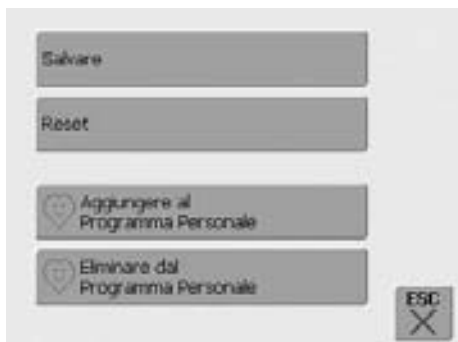 Salvare
Reset
Aggiungere al
Programma Personale
Eliminare dal
Programma Personale
ESC